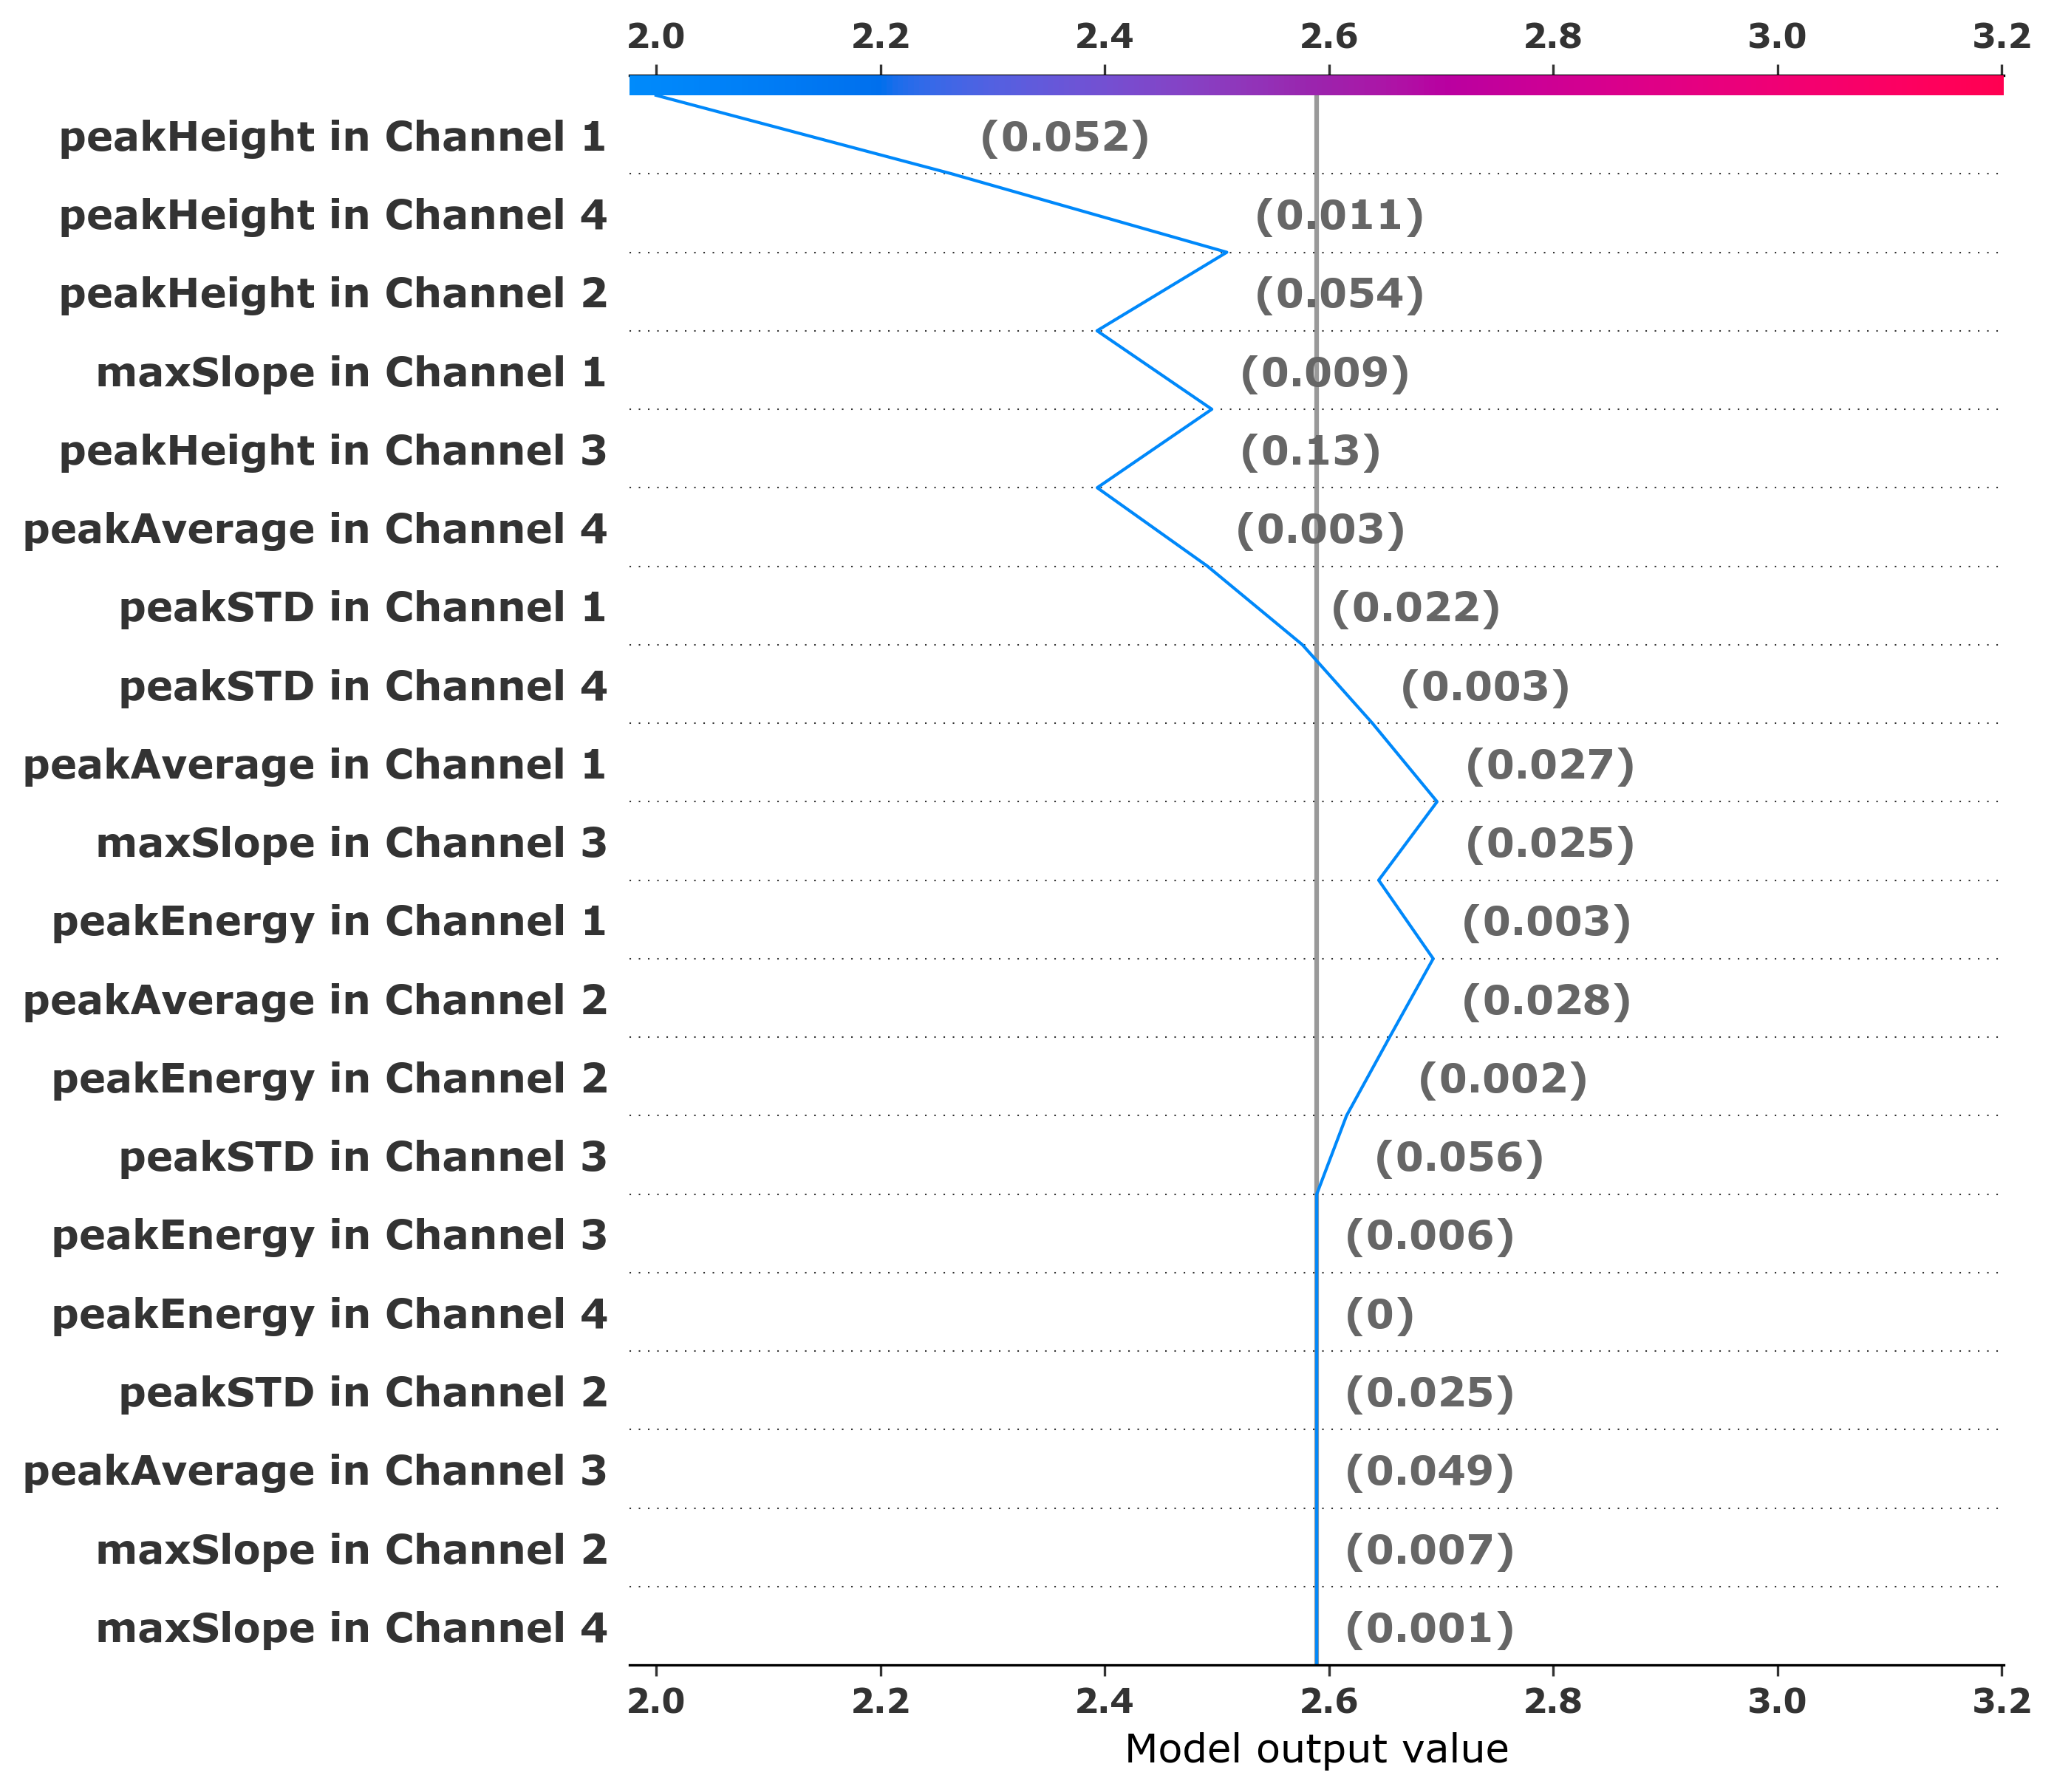 2.0 2.2 2.4 2.6 2.8 3.0 3.2
peakHeight in Channel 1 (0.052)
peakHeight in Channel 4 (0.011)
peakHeight in Channel 2 (0.054)
maxSlope in Channel 1 (0.009)
peakHeight in Channel 3 (0.13)
peakAverage in Channel 4 (0.003)
peakSTD in Channel 1 (0.022)
peakSTD in Channel 4 (0.003)
peakAverage in Channel 1 (0.027)
maxSlope in Channel 3 (0.025)
peakEnergy in Channel 1 (0.003)
peakAverage in Channel 2 (0.028)
peakEnergy in Channel 2 (0.002)
peakSTD in Channel 3 (0.056)
peakEnergy in Channel 3 (0.006)
peakEnergy in Channel 4 (0)
peakSTD in Channel 2 (0.025)
peakAverage in Channel 3 (0.049)
maxSlope in Channel 2 (0.007)
maxSlope in Channel 4 (0.001)
2.0 2.2 2.4 2.6 2.8 3.0 3.2
Model output value